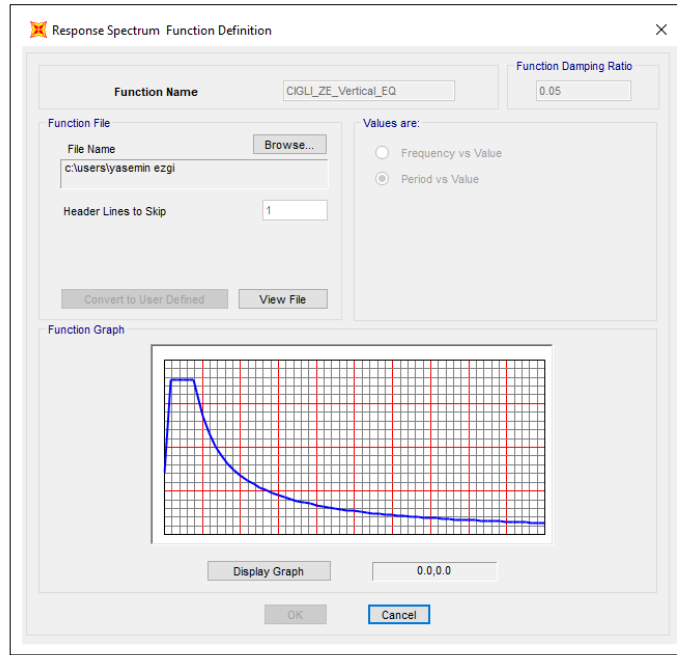 Response Spectrum Function Definition
Function Damping Ratio
Function Name
CIGLI_ZE_Vertical_EQ
0.05
Function File
Values are:
File Name
Browse...
c:\users\yasemin ezgi
Frequency vs Value
Period vs Value
Header Lines to Skip
1
Convert to User Defined
View File
Function Graph
Display Graph
0.0,0.0
OK
Cancel